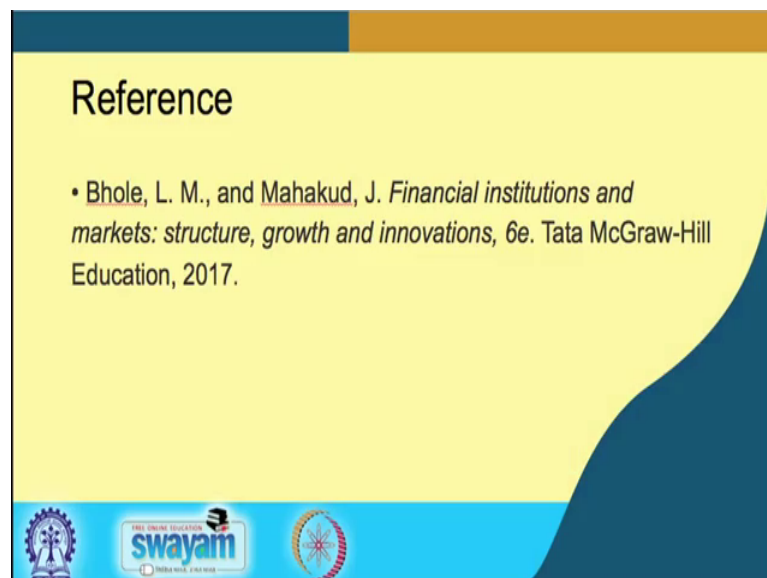 Reference
• Bhole, L. M., and Mahakud, J. Financial institutions and
markets: structure, growth and innovations, 6e. Tata McGraw-Hill
Education, 2017.
FREE ONLINE EDUCATION
swayam